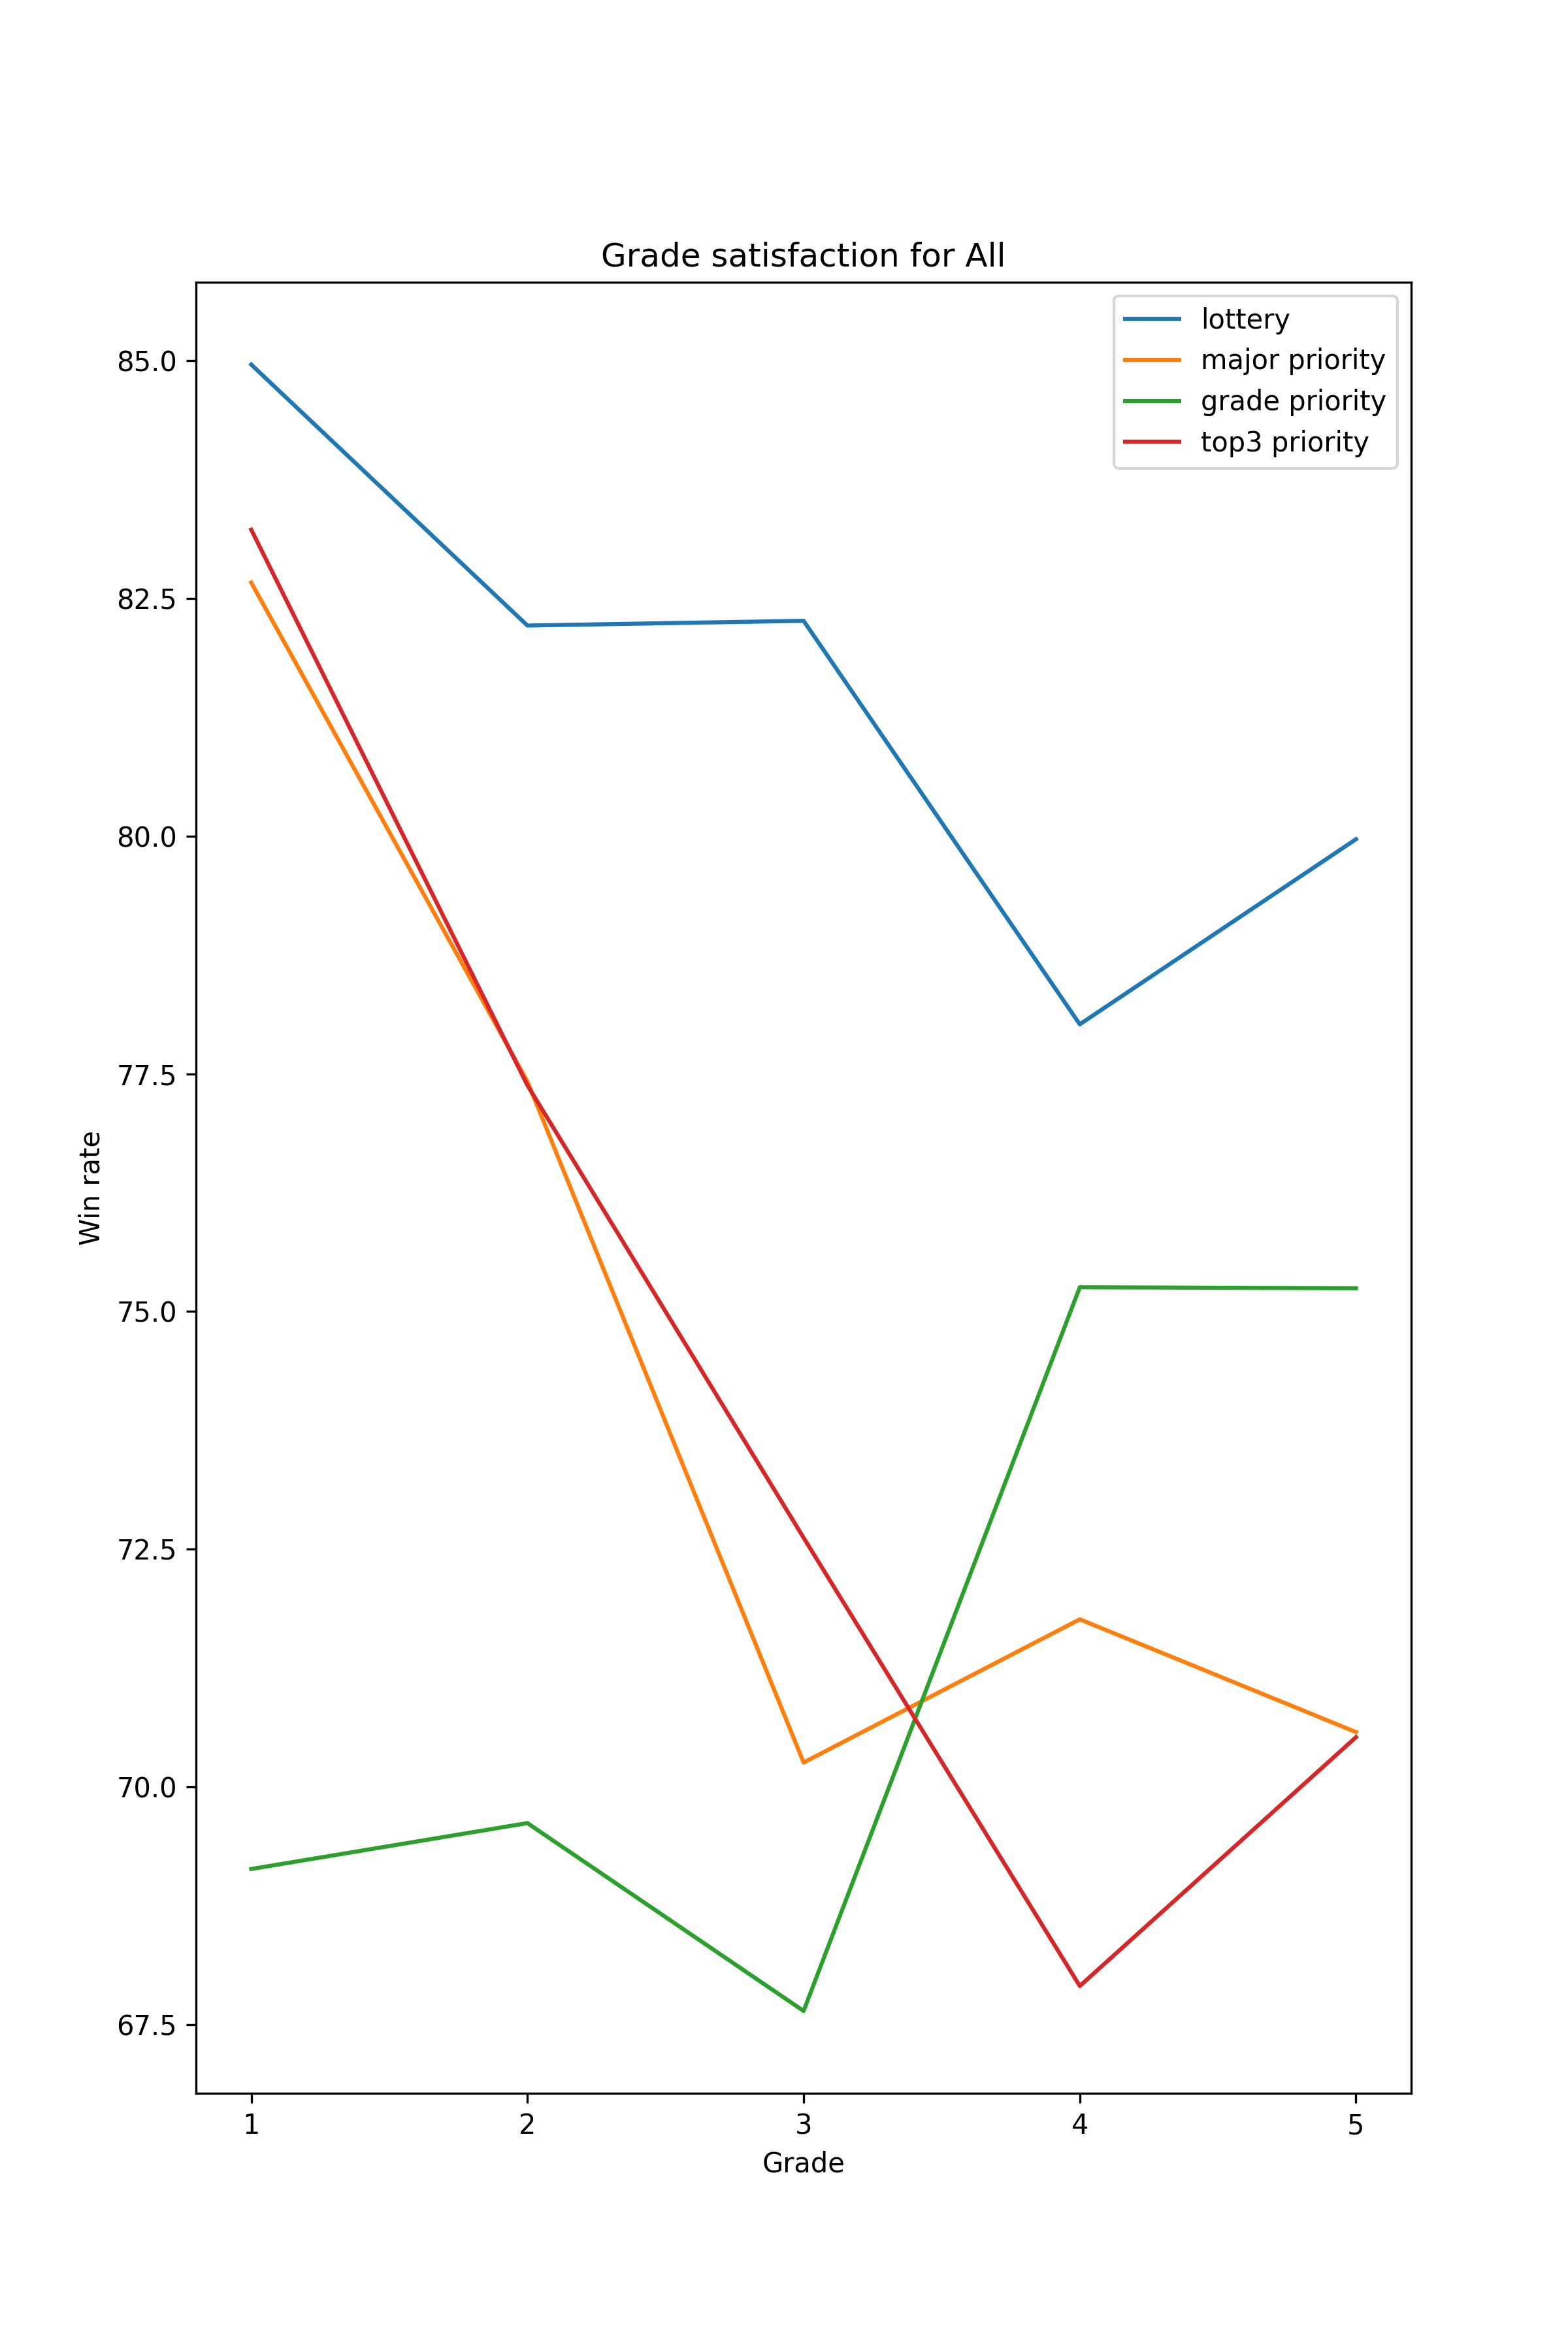 Grade satisfaction for All
lottery
major priority
grade priority
top3 priority
85.0
82.5
80.0
77.5
75.0
72.5
70.0
67.5
Win rate
1 2 3 4 5
Grade